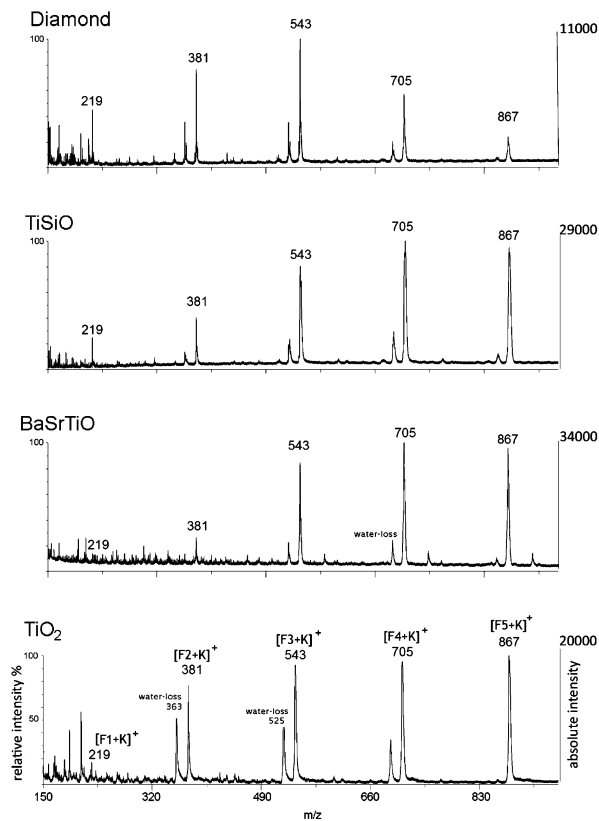 Diamond
100
11000
219
381
543
705
867
TiSiO
100
29000
219
381
543
705
867
BaSrTiO
100
34000
219
381
543
water-loss
705
867
TiO2
100
50
20000
relative intensity %
absolute intensity
[F1+K]+
219
water-loss
363
[F2+K]+
381
water-loss
525
[F3+K]+
543
[F4+K]+
705
[F5+K]+
867
150
320
490
660
830
m/z